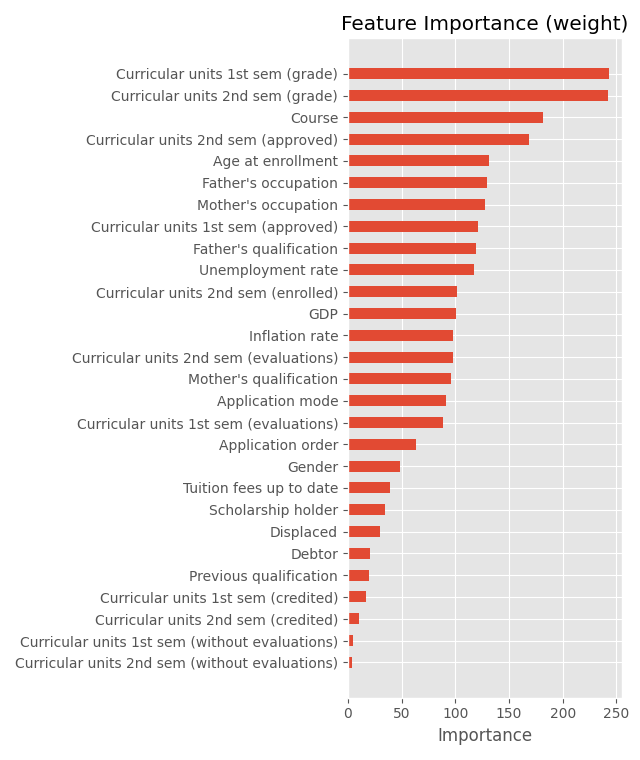 Feature Importance (weight)
Curricular units 1st sem (grade)
Curricular units 2nd sem (grade)
Course
Curricular units 2nd sem (approved)
Age at enrollment
Father's occupation
Mother's occupation
Curricular units 1st sem (approved)
Father's qualification
Unemployment rate
Curricular units 2nd sem (enrolled)
GDP
Inflation rate
Curricular units 2nd sem (evaluations)
Mother's qualification
Application mode
Curricular units 1st sem (evaluations)
Application order
Gender
Tuition fees up to date
Scholarship holder
Displaced
Debtor
Previous qualification
Curricular units 1st sem (credited)
Curricular units 2nd sem (credited)
Curricular units 1st sem (without evaluations)
Curricular units 2nd sem (without evaluations)
0 50 100 150 200 250
Importance